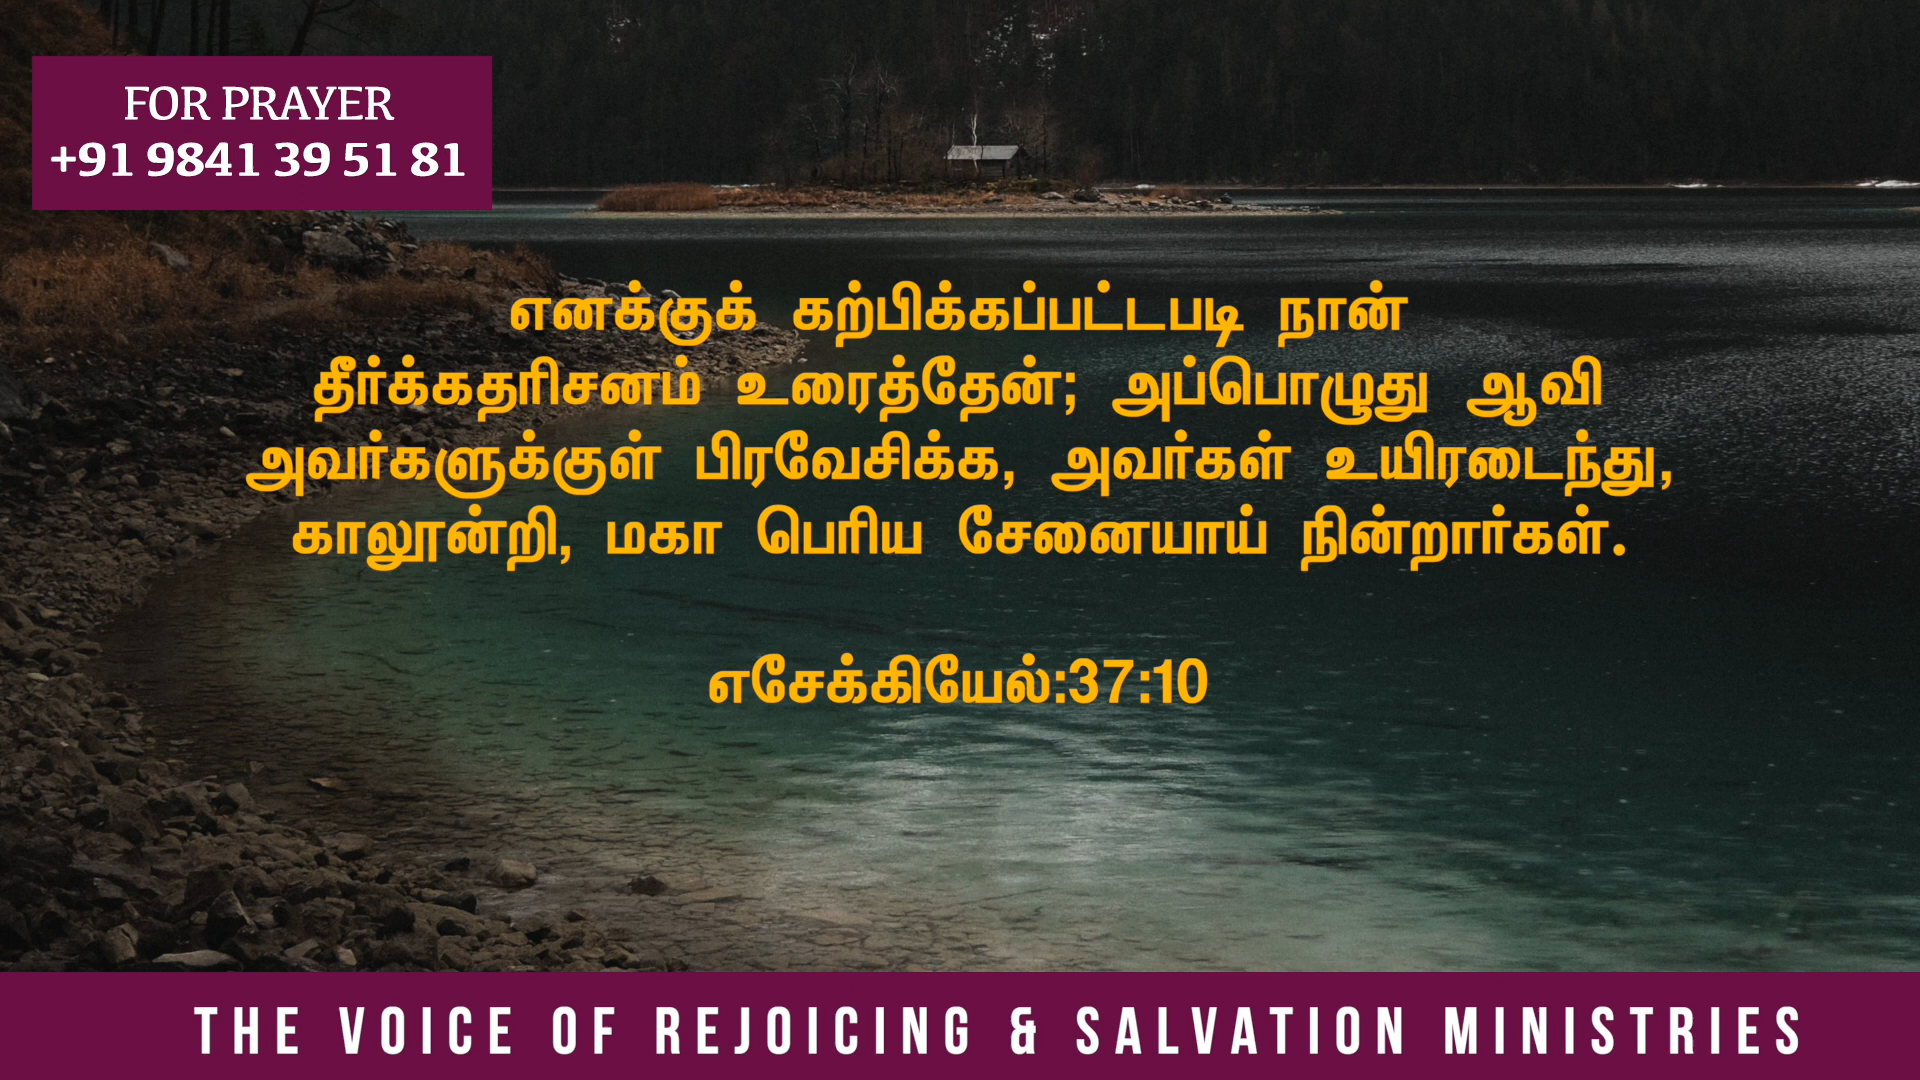 FOR PRAYER
+91 9841 39 51 81
எனக்குக் கற்பிக்கப்பட்டபடி நான்
தீர்க்கதரிசனம் உரைத்தேன்; அப்பொழுது ஆவி
அவர்களுக்குள் பிரவேசிக்க, அவர்கள் உயிரடைந்து,
காலூன்றி, மகா பெரிய சேனையாய் நின்றார்கள்.
எசேக்கியேல்:37:10
THE VOICE OF REJOICING & SALVATION MINISTRIES